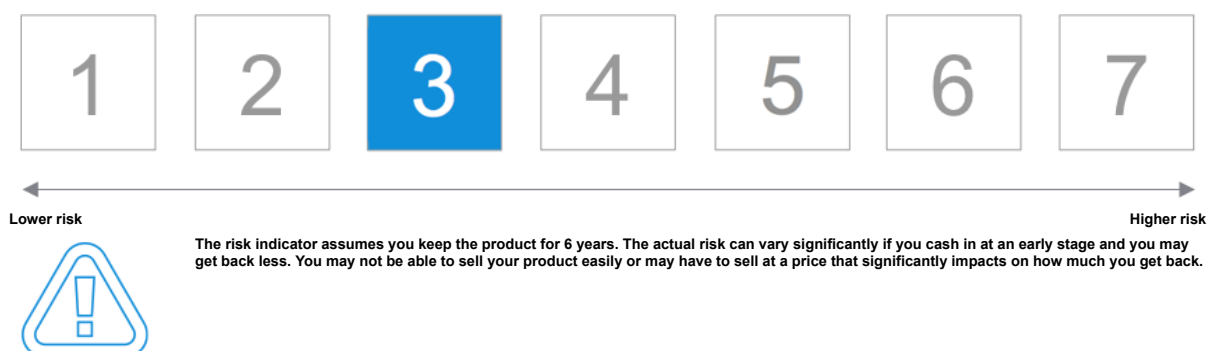 1 2 3 4 5 6 7
Lower risk Higher risk
The risk indicator assumes you keep the product for 6 years. The actual risk can vary significantly if you cash in at an early stage and you may
get back less. You may not be able to sell your product easily or may have to sell at a price that significantly impacts on how much you get back.